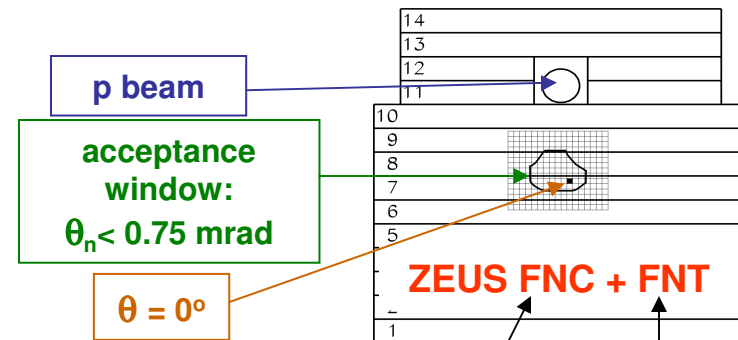 14
13
12
11
p beam
10
9
acceptance
window:
θn< 0.75 mrad
8
7
6
5
ZEUS FNC + FNT
θ = 0º
1